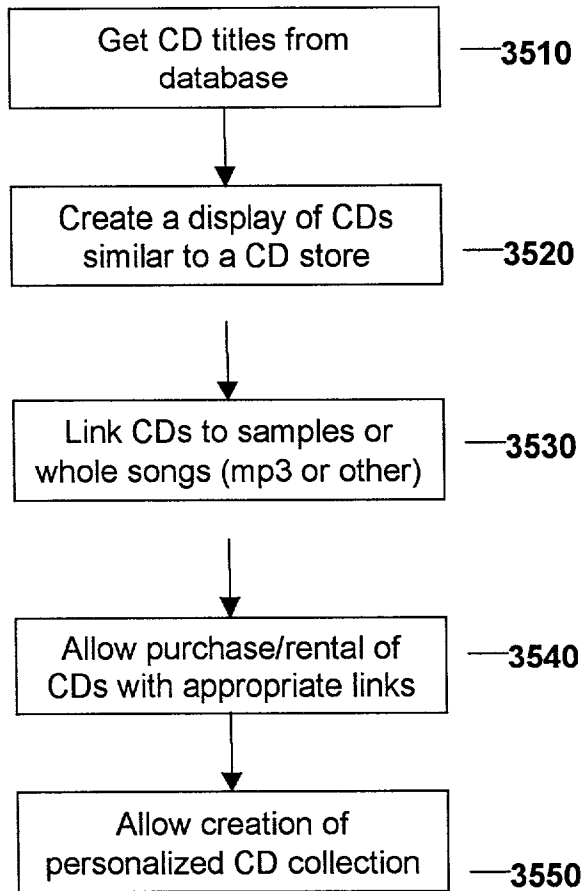 Get CD titles from
database
3510
Create a display of CDs
similar to a CD store
3520
Link CDs to samples or
whole songs (mp3 or other)
3530
Allow purchase/rental of
CDs with appropriate links
3540
Allow creation of
personalized CD collection
3550